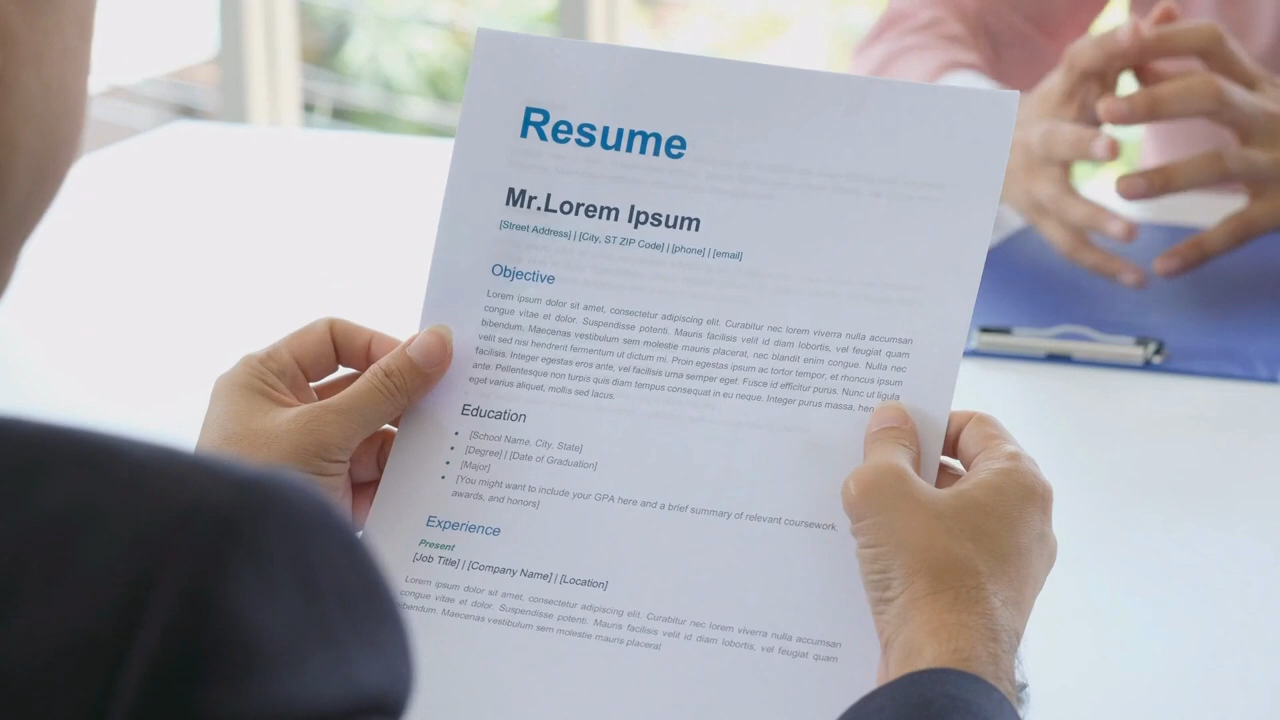 Resume
Mr.Lorem Ipsum
[Street Address] | [City, ST ZIP Code] | [phone] | [email]
Objective
Lorem ipsum dolor sit amet, consectetur adipiscing elit. Curabitur nec lorem viverra nulla accumsan
congue vitae et dolor. Suspendisse potenti. Mauris facilisis velit id diam lobortis, vel feugiat quam
bibendum. Maecenas vestibulum sem molestie mauris placerat, nec blandit enim congue. Nulla nec
velit sed nisi hendrerit fermentum ut dictum mi. Proin egestas ipsum ac tortor tempor, et rhoncus ipsum
facilisis. Integer egestas eros ante, vel facilisis urna semper eget. Fusce id efficitur purus. Nunc ut ligula
ante. Pellentesque non turpis quis diam tempus consequat in eu neque. Integer purus massa, hen
eget varius aliquet, mollis sed lacus.
Education
• [School Name, City, State]
• [Degree] | [Date of Graduation]
• [Major]
• [You might want to include your GPA here and a brief summary of relevant coursework,
awards, and honors]
Experience
Present
[Job Title] | [Company Name] | [Location]
Lorem ipsum dolor sit amet, consectetur adipiscing elit. Curabitur nec lorem viverra nulla accumsan
congue vitae et dolor. Suspendisse potenti. Mauris facilisis velit id diam lobortis, vel feugiat quam
bibendum. Maecenas vestibulum sem molestie mauris placerat